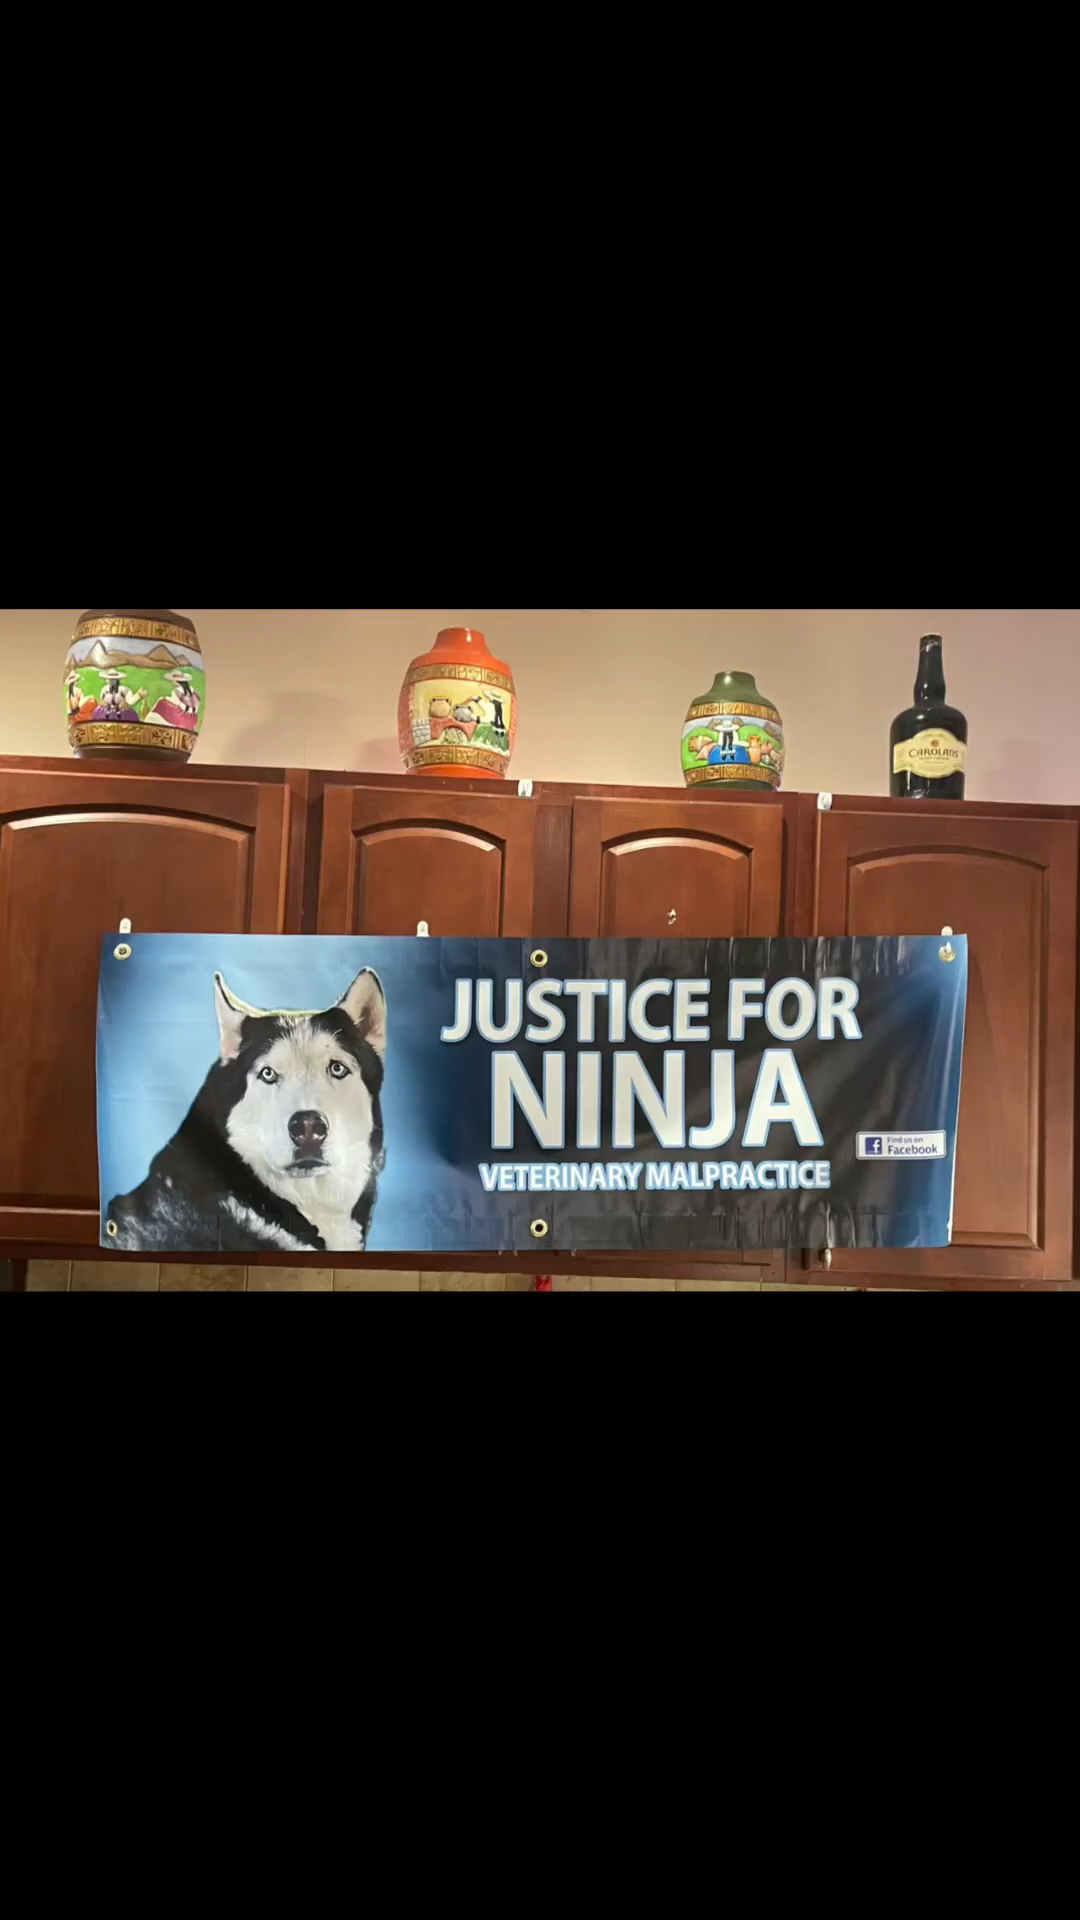 CAROLANS
JUSTICE FOR
NINJA
VETERINARY MALPRACTICE
Find us on
Facebook